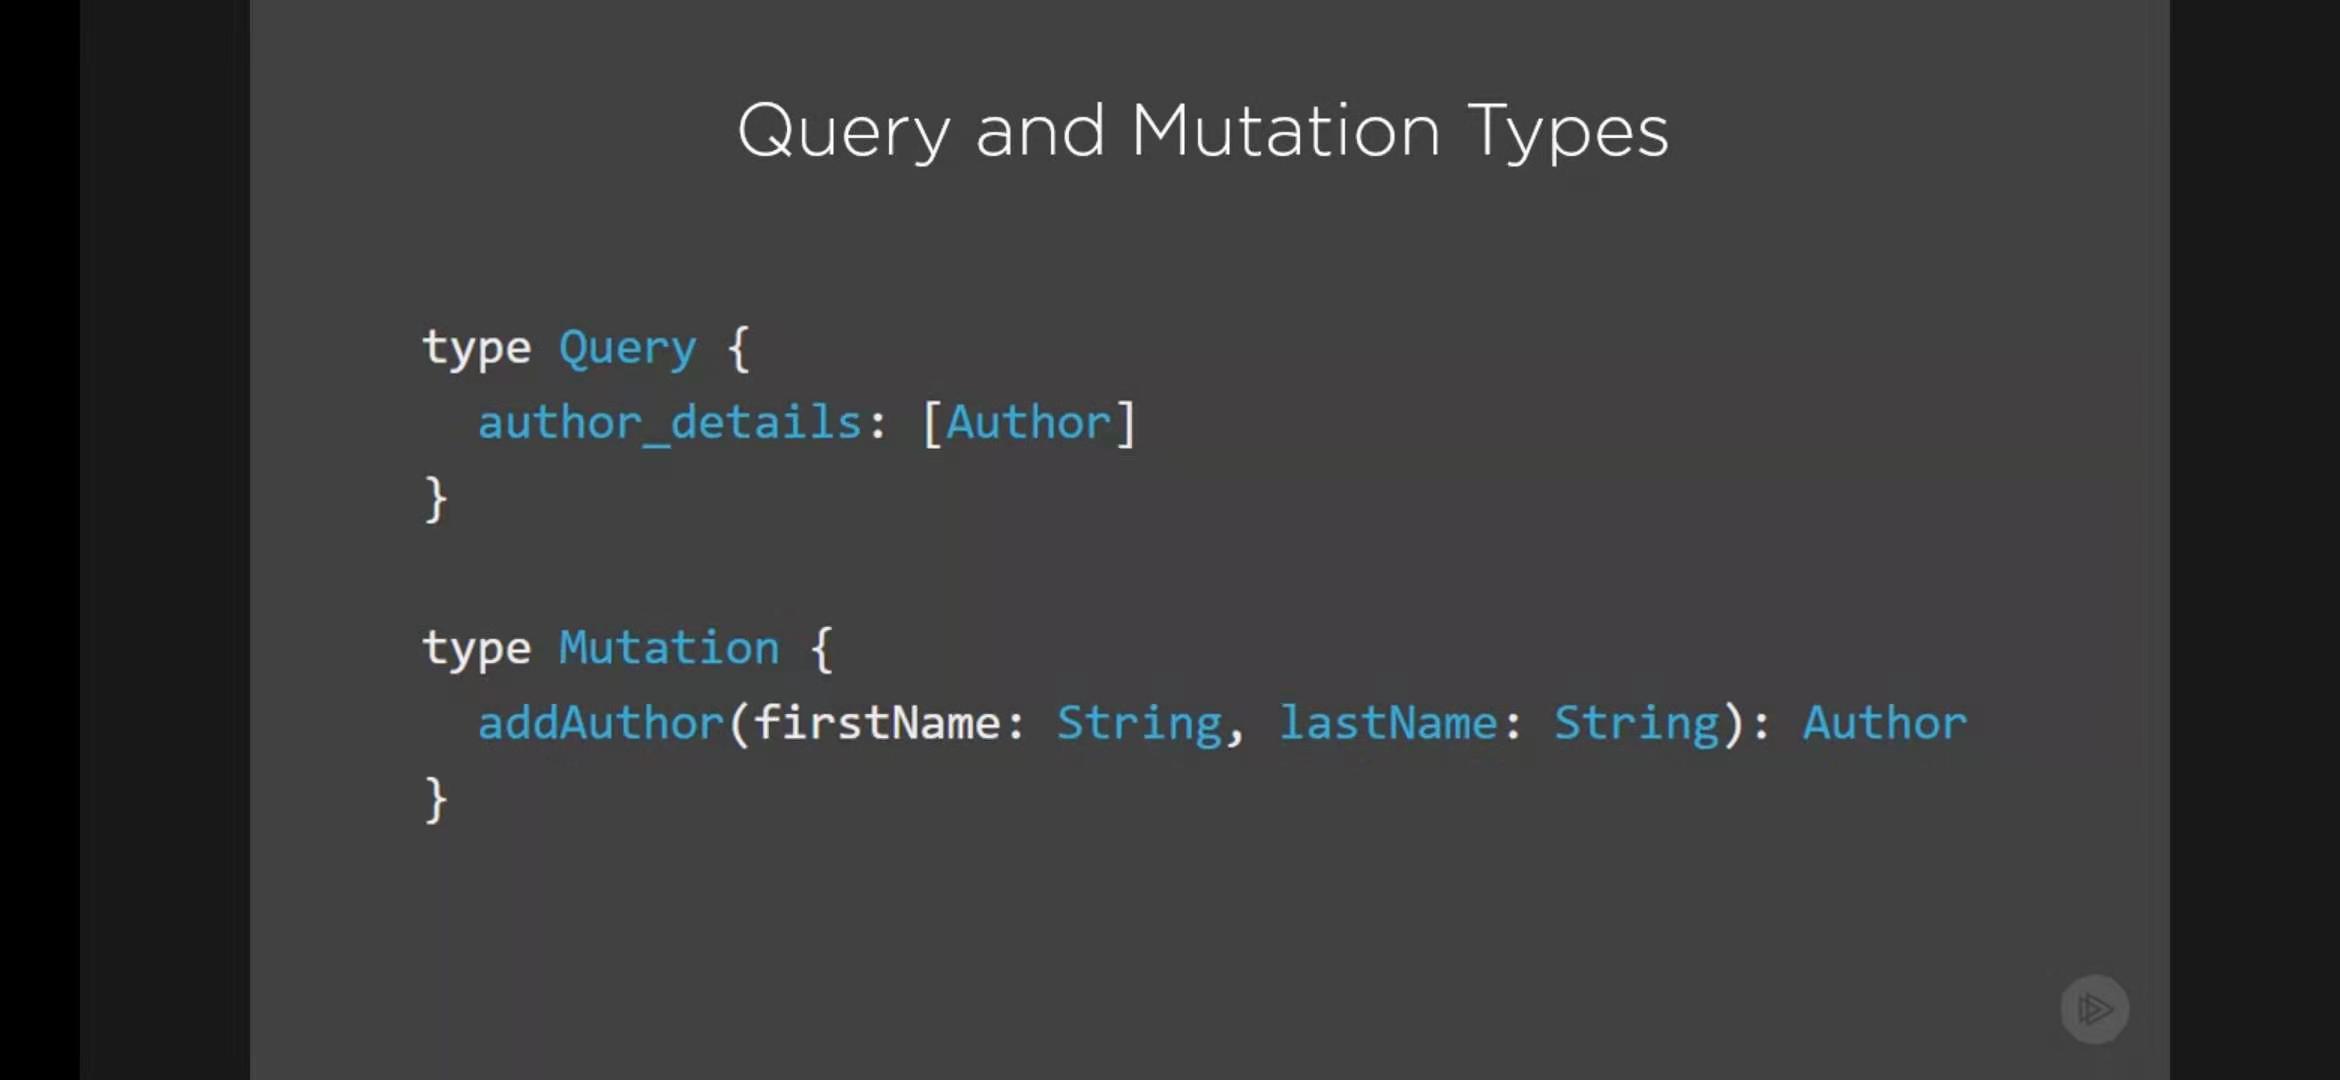 Query and Mutation Types
type Query {
  author_details: [Author]
}
type Mutation {
  addAuthor(firstName: String, lastName: String): Author
}